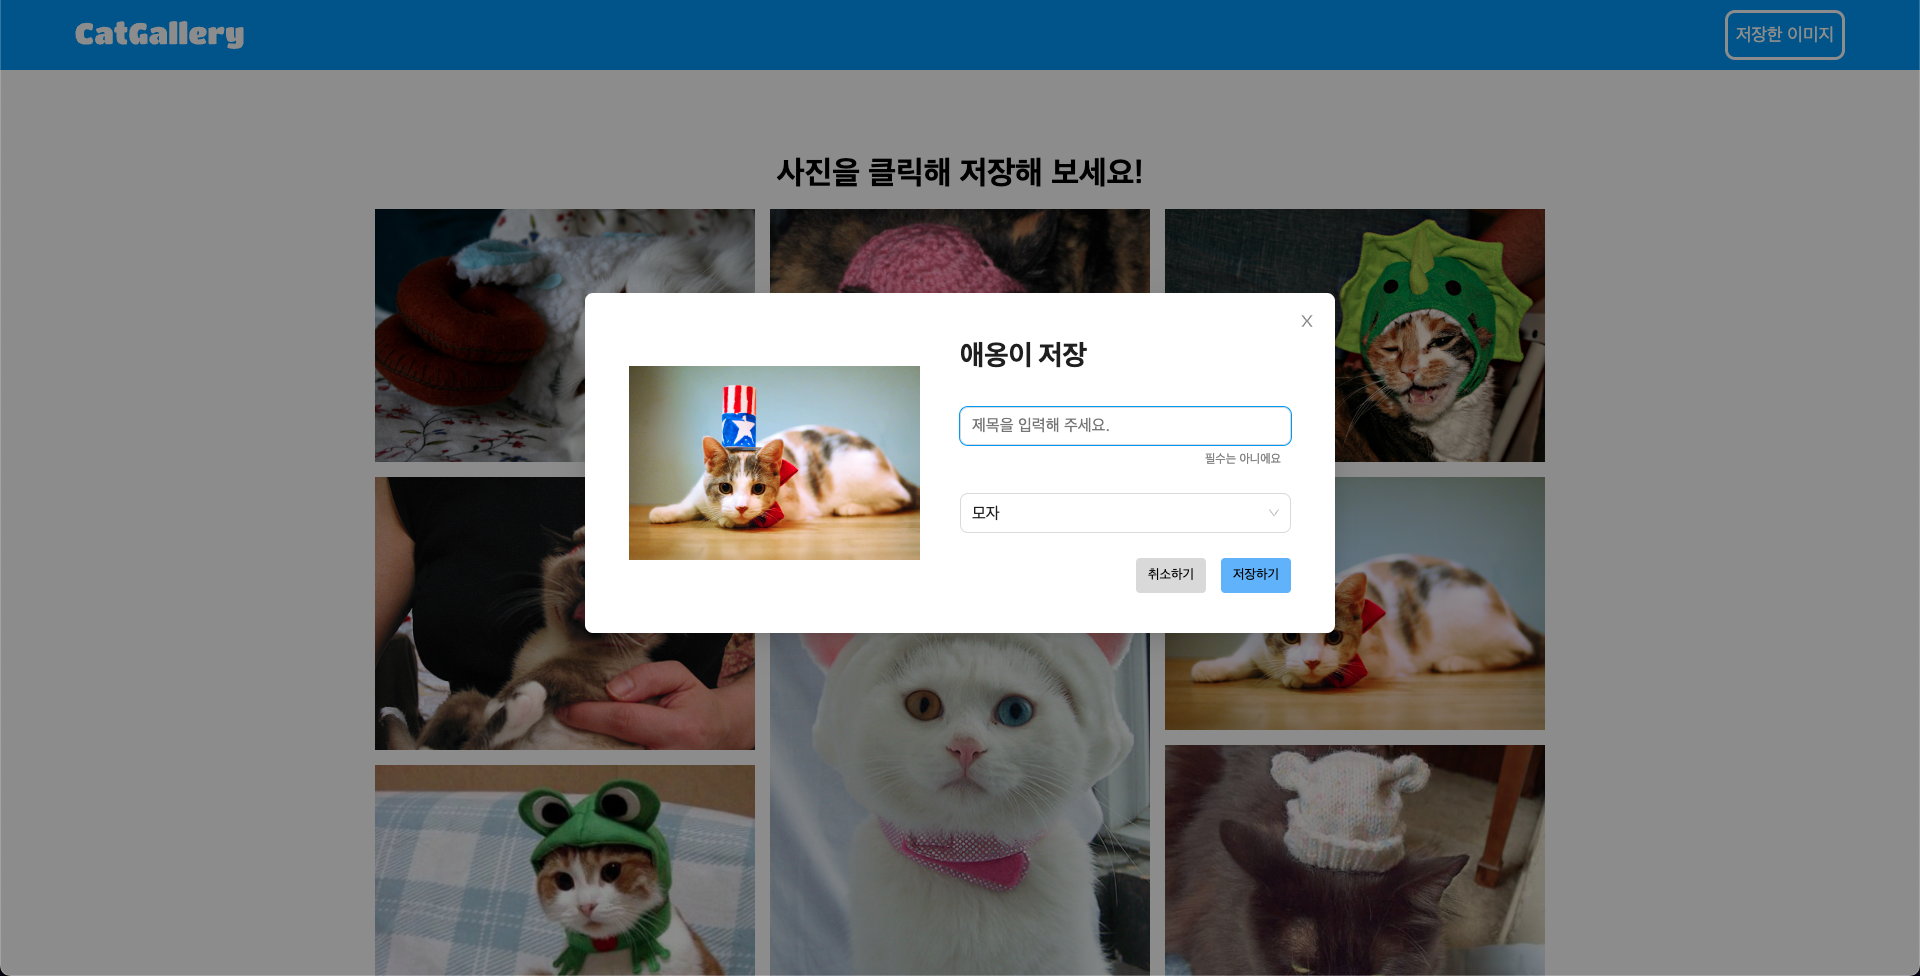 CatGallery
저장한 이미지
사진을 클릭해 저장해 보세요!
X
애옹이 저장
제목을 입력해 주세요.
필수는 아니에요
모자
취소하기
저장하기